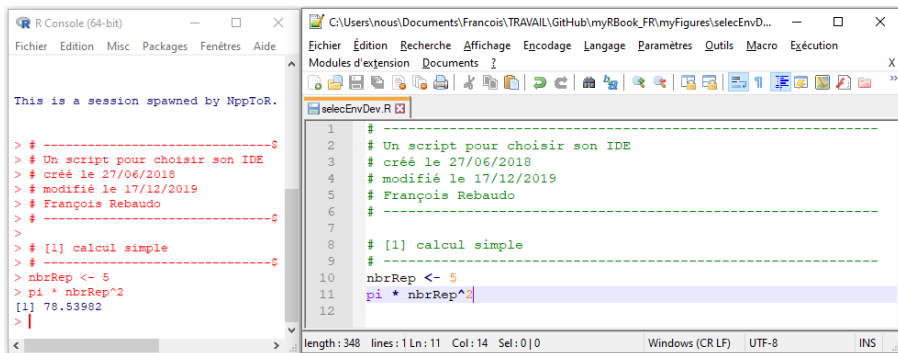 R Console (64-bit)
Fichier Edition Misc Packages Fenêtres Aide
This is a session spawned by NppToR.
> # -------------------------------$
> # Un script pour choisir son IDE
> # créé le 27/06/2018
> # modifié le 17/12/2019
> # François Rebaudo
> # -------------------------------$
>
> # [1] calcul simple
> # -------------------------------$
> nbrRep <- 5
> pi * nbrRep^2
[1] 78.53982
>
C:\Users\nous\Documents\Francois\TRAVAIL\GitHub\myRBook_FR\myFigures\selecEnvD...
Fichier Édition Recherche Affichage Encodage Langage Paramètres Outils Macro Exécution
Modules d'extension Documents ? X
selecEnvDev.R
1 # ------------------------------------------------------------
2 # Un script pour choisir son IDE
3 # créé le 27/06/2018
4 # modifié le 17/12/2019
5 # François Rebaudo
6 # ------------------------------------------------------------
7
8 # [1] calcul simple
9 # ------------------------------------------------------------
10 nbrRep <- 5
11 pi * nbrRep^2
12
length : 348 lines : 1 Ln : 11 Col : 14 Sel : 0 | 0 Windows (CR LF) UTF-8 INS